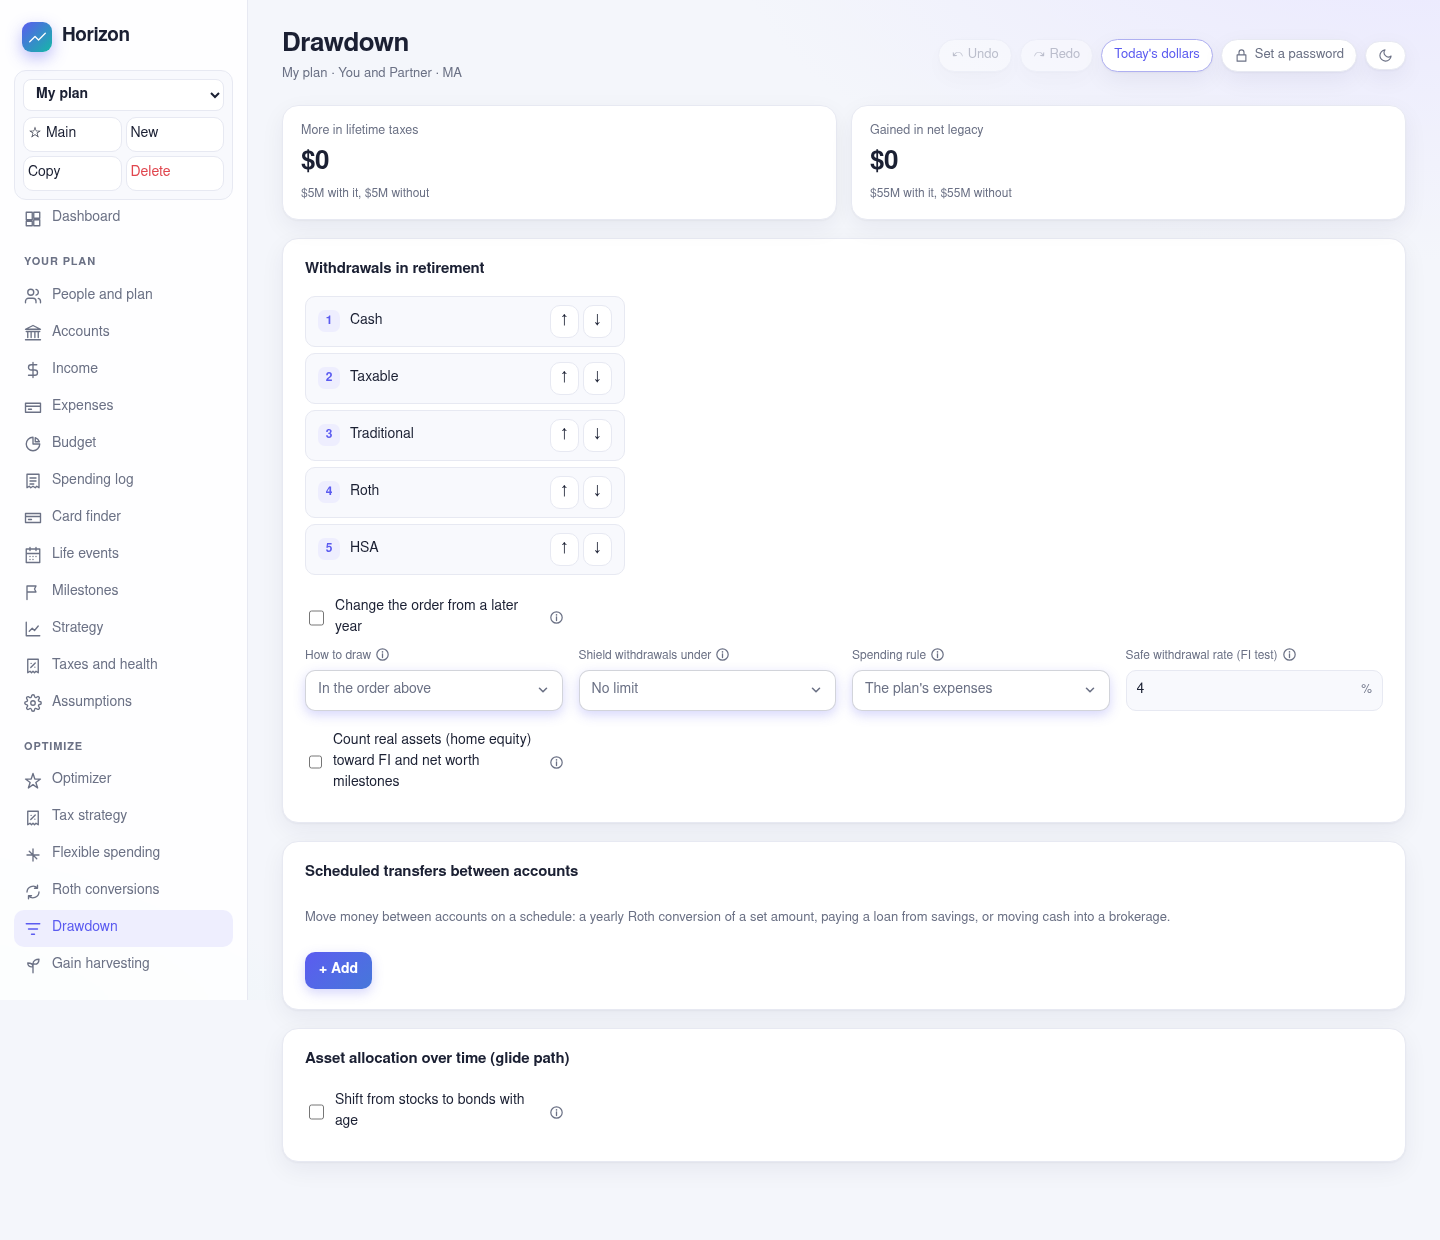 Horizon
My plan
☆ Main
New
Copy
Delete
Dashboard
YOUR PLAN
People and plan
Accounts
Income
Expenses
Budget
Spending log
Card finder
Life events
Milestones
Strategy
Taxes and health
Assumptions
OPTIMIZE
Optimizer
Tax strategy
Flexible spending
Roth conversions
Drawdown
Gain harvesting
Drawdown
My plan · You and Partner · MA
Undo
Redo
Today's dollars
Set a password
More in lifetime taxes
$0
$5M with it, $5M without
Gained in net legacy
$0
$55M with it, $55M without
Withdrawals in retirement
1 Cash ↑ ↓
2 Taxable ↑ ↓
3 Traditional ↑ ↓
4 Roth ↑ ↓
5 HSA ↑ ↓
Change the order from a later
year
How to draw
In the order above
Shield withdrawals under
No limit
Spending rule
The plan's expenses
Safe withdrawal rate (FI test)
4 %
Count real assets (home equity)
toward FI and net worth
milestones
Scheduled transfers between accounts
Move money between accounts on a schedule: a yearly Roth conversion of a set amount, paying a loan from savings, or moving cash into a brokerage.
+ Add
Asset allocation over time (glide path)
Shift from stocks to bonds with
age